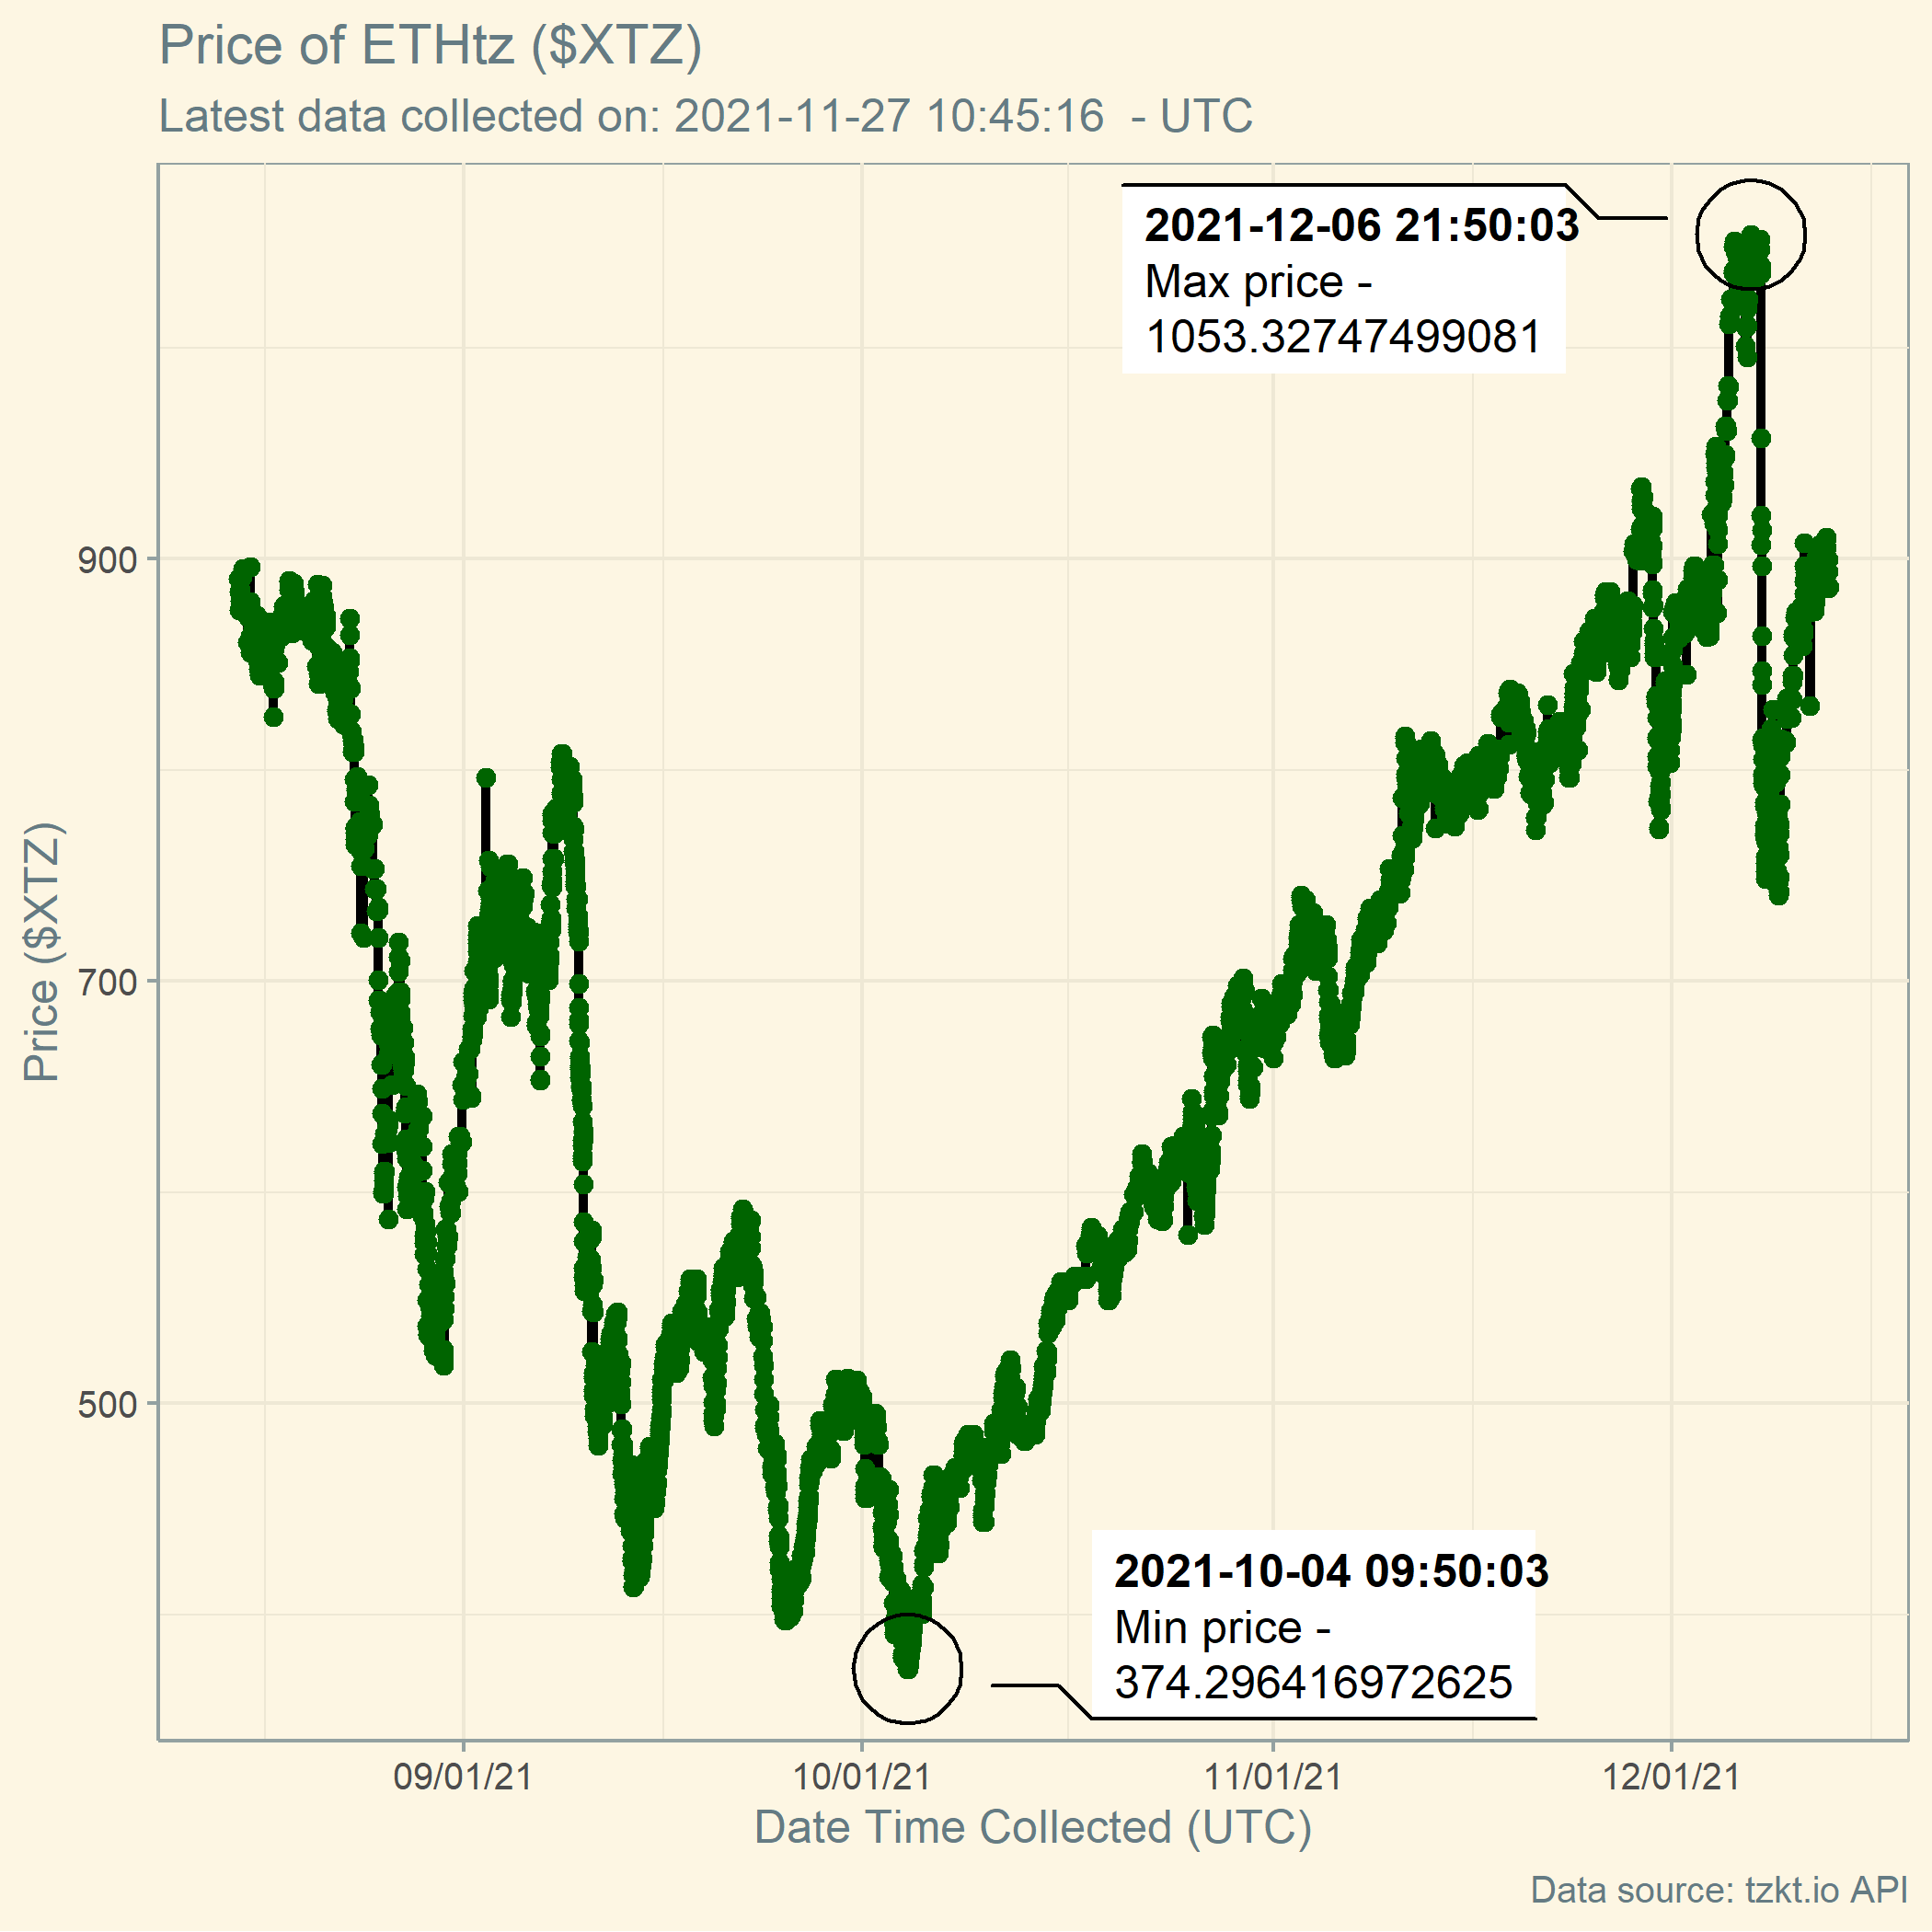 Price of ETHtz ($XTZ)
Latest data collected on: 2021-11-27 10:45:16  - UTC
2021-12-06 21:50:03
Max price -
1053.32747499081
900
700
500
Price ($XTZ)
2021-10-04 09:50:03
Min price -
374.296416972625
09/01/21 10/01/21 11/01/21 12/01/21
Date Time Collected (UTC)
Data source: tzkt.io API